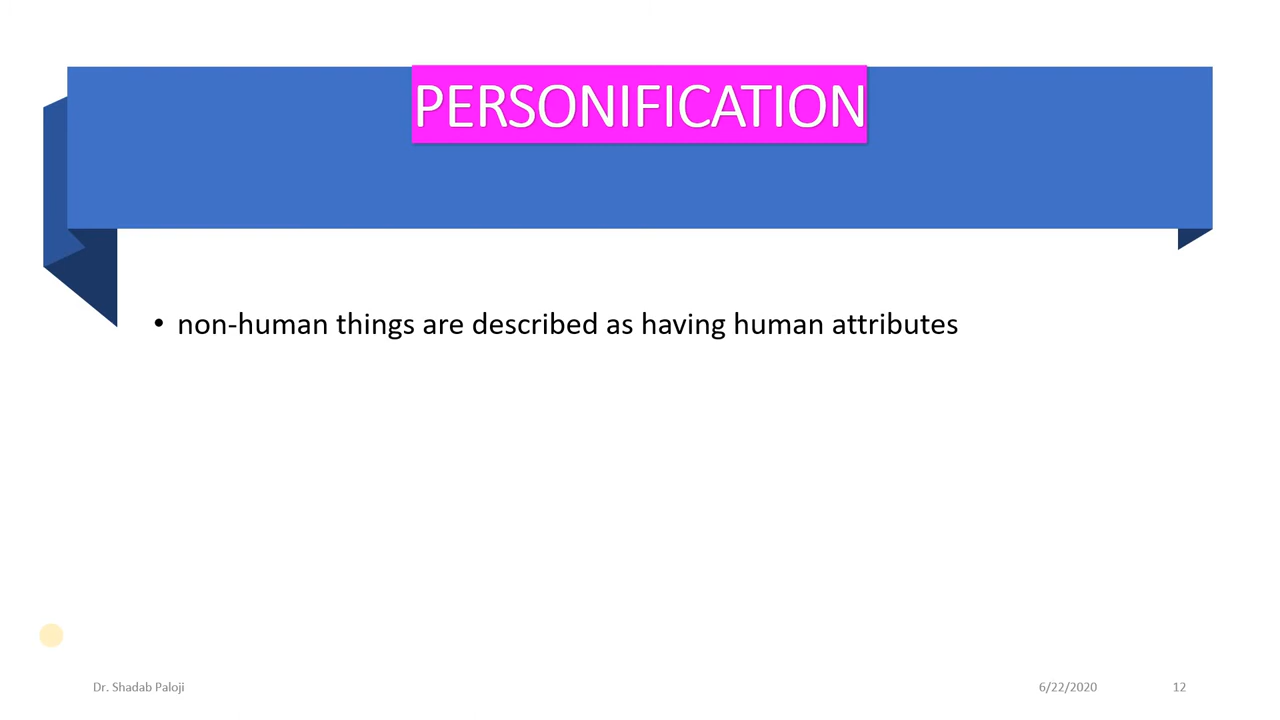 PERSONIFICATION
• non-human things are described as having human attributes
Dr. Shadab Paloji
6/22/2020
12